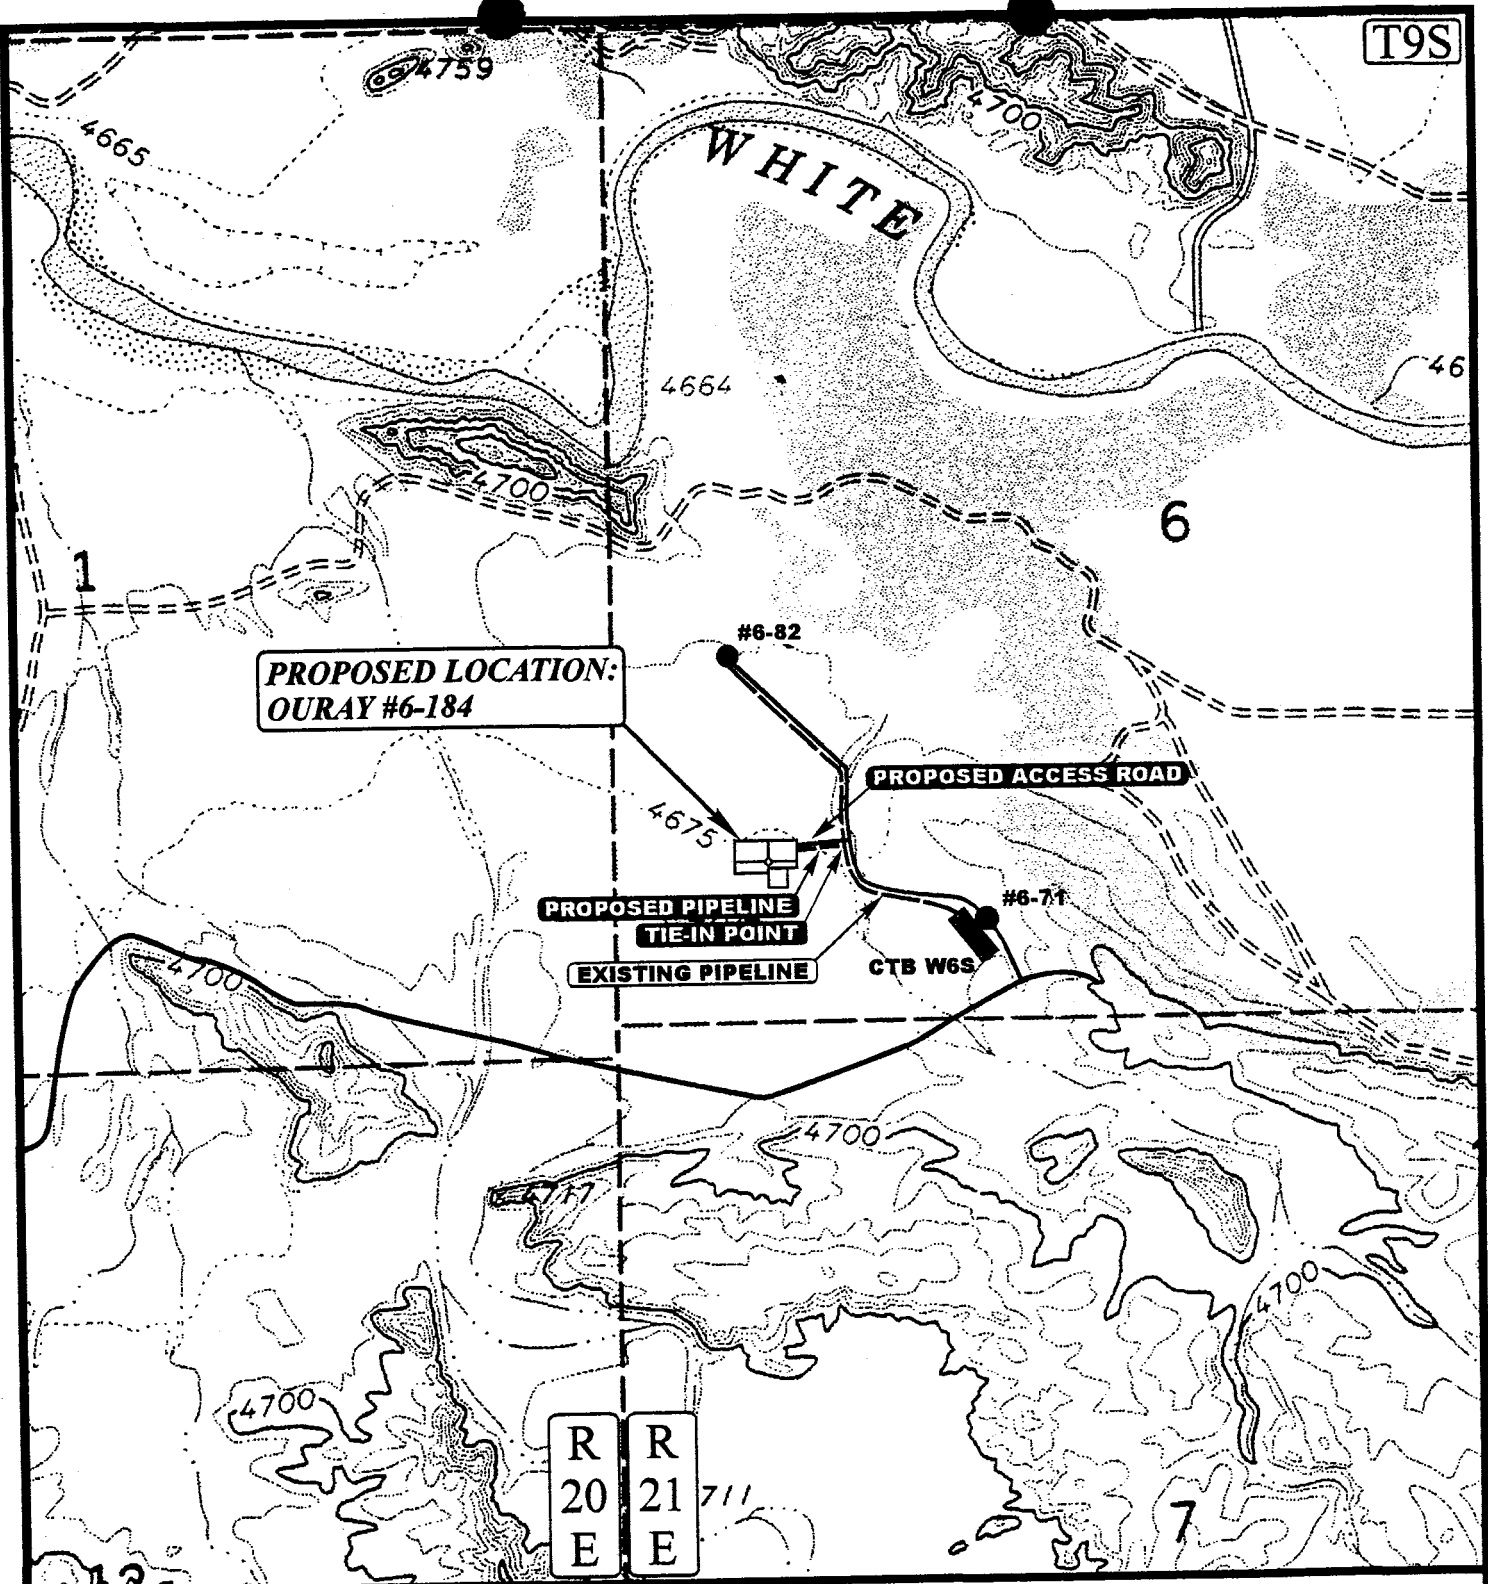 T9S
4759
4700
4665
WHITE
46
4664
4700
6
1
#6-82
PROPOSED LOCATION:
OURAY #6-184
PROPOSED ACCESS ROAD
4675
#6-71
PROPOSED PIPELINE
TIE-IN POINT
CTB W6S
EXISTING PIPELINE
4700
4700
4717
4700
4700
R
20
E
R
21
E
711
7